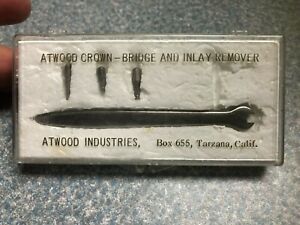 ATWOOD CROWN-BRIDGE AND INLAY REMOVER
ATWOOD INDUSTRIES, Box 655, Tarzana, Calif.